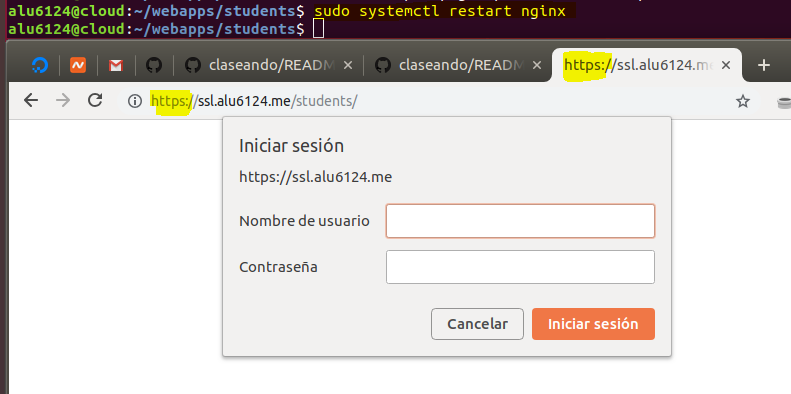 alu6124@cloud:~/webapps/students$ sudo systemctl restart nginx
alu6124@cloud:~/webapps/students$
claseando/READM claseando/READM https://ssl.alu6124.me
https://ssl.alu6124.me/students/
Iniciar sesión
https://ssl.alu6124.me
Nombre de usuario
Contraseña
Cancelar Iniciar sesión